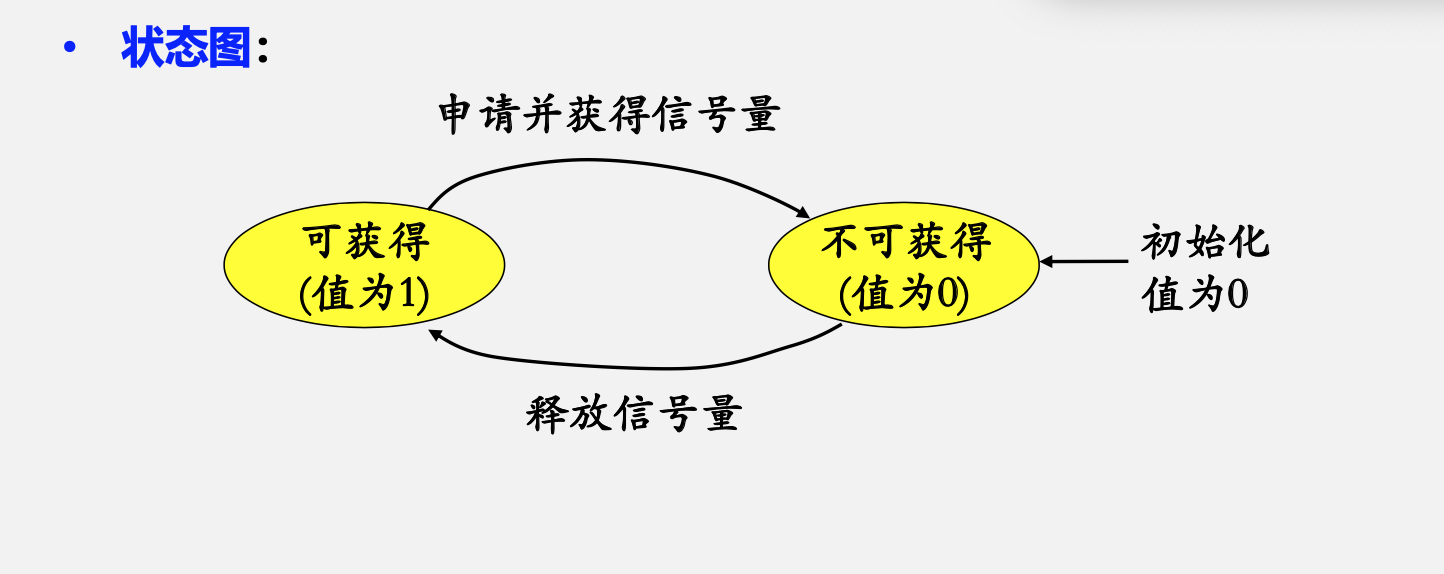 • 状态图：
申请并获得信号量
可获得
(值为1)
不可获得
(值为0)
初始化
值为0
释放信号量